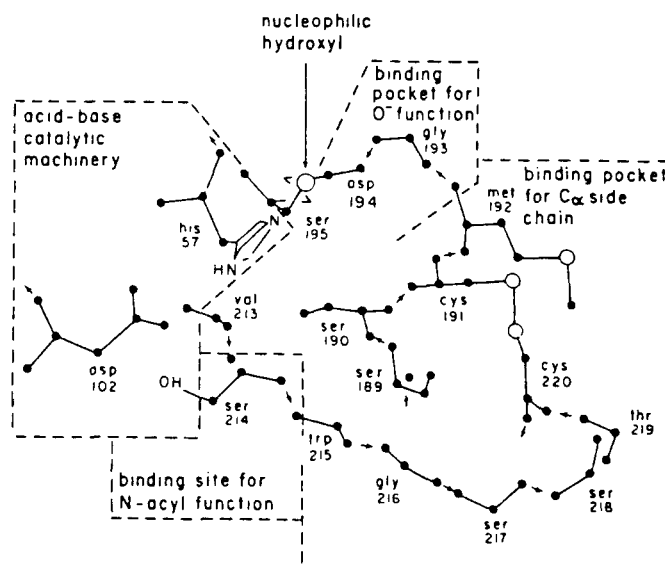 nucleophilic
hydroxyl
acid-base
catalytic
machinery
binding
pocket for
O⁻ function
binding pocket
for Cα side
chain
gly
193
asp
194
met
192
ser
195
N
his
57
HN
val
213
ser
190
cys
191
asp
102
OH
ser
214
ser
189
cys
220
thr
219
trp
215
gly
216
ser
217
ser
218
binding site for
N-acyl function